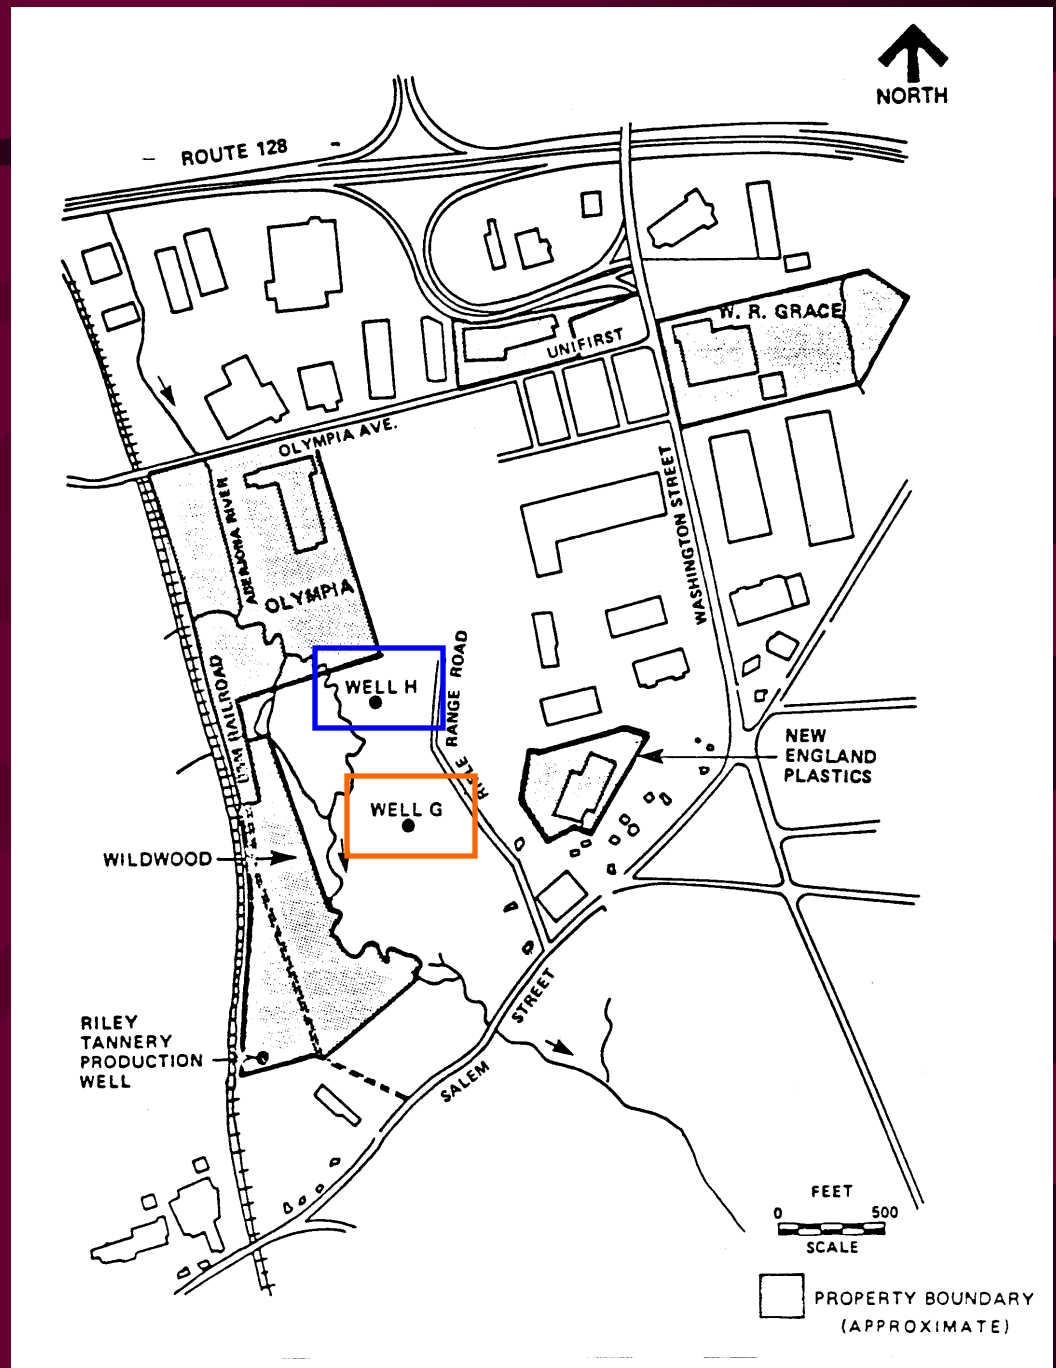 NORTH
ROUTE 128
W. R. GRACE
UNIFIRST
OLYMPIA AVE.
ABERJONA RIVER
WASHINGTON STREET
OLYMPIA
RAILROAD
WELL H
RIFLE RANGE ROAD
NEW
ENGLAND
PLASTICS
WELL G
WILDWOOD
RILEY
TANNERY
PRODUCTION
WELL
SALEM STREET
FEET
0 500
SCALE
PROPERTY BOUNDARY
(APPROXIMATE)